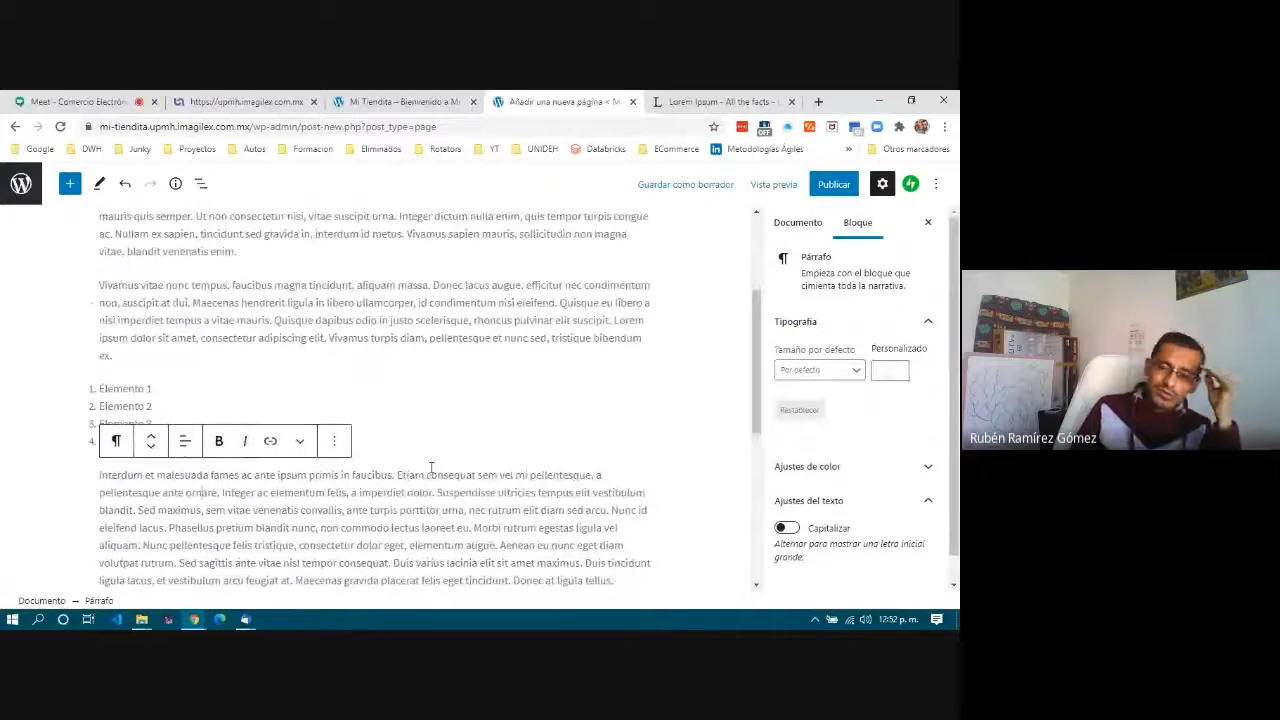 Meet - Comercio Electrón
https://upmh.imagilex.com.mx
Mi Tiendita – Bienvenido a Mi
Añadir una nueva página < Mi
Lorem Ipsum - All the facts -
mi-tiendita.upmh.imagilex.com.mx/wp-admin/post-new.php?post_type=page
OFF
Google DWH Junky Proyectos Autos Formacion Eliminados Rotators YT UNIDEH Databricks ECommerce Metodologías Ágiles » Otros marcadores
Guardar como borrador Vista previa Publicar
mauris quis semper. Ut non consectetur nisi, vitae suscipit urna. Integer dictum nulla enim, quis tempor turpis congue
ac. Nullam ex sapien, tincidunt sed gravida in, interdum id metus. Vivamus sapien mauris, sollicitudin non magna
vitae, blandit venenatis enim.
Vivamus vitae nunc tempus, faucibus magna tincidunt, aliquam massa. Donec lacus augue, efficitur nec condimentum
non, suscipit at dui. Maecenas hendrerit ligula in libero ullamcorper, id condimentum nisi eleifend. Quisque eu libero a
nisi imperdiet tempus a vitae mauris. Quisque dapibus odio in justo scelerisque, rhoncus pulvinar elit suscipit. Lorem
ipsum dolor sit amet, consectetur adipiscing elit. Vivamus turpis diam, pellentesque et nunc sed, tristique bibendum
ex.
1. Elemento 1
2. Elemento 2
3. Elemento 3
4.
B I
Interdum et malesuada fames ac ante ipsum primis in faucibus. Etiam consequat sem vel mi pellentesque, a
pellentesque ante ornare. Integer ac elementum felis, a imperdiet dolor. Suspendisse ultricies tempus elit vestibulum
blandit. Sed maximus, sem vitae venenatis convallis, ante turpis porttitor urna, nec rutrum elit diam sed arcu. Nunc id
eleifend lacus. Phasellus pretium blandit nunc, non commodo lectus laoreet eu. Morbi rutrum egestas ligula vel
aliquam. Nunc pellentesque felis tristique, consectetur dolor eget, elementum augue. Aenean eu nunc eget diam
volutpat rutrum. Sed sagittis ante vitae nisl tempor consequat. Duis varius lacinia elit sit amet maximus. Duis tincidunt
ligula lacus, et vestibulum arcu feugiat at. Maecenas gravida placerat felis eget tincidunt. Donec at ligula tellus.
Documento Bloque
Párrafo
Empieza con el bloque que
cimienta toda la narrativa.
Tipografía
Tamaño por defecto Personalizado
Por defecto
Restablecer
Ajustes de color
Ajustes del texto
Capitalizar
Alternar para mostrar una letra inicial
grande.
Documento → Párrafo
12:52 p. m.
Rubén Ramírez Gómez